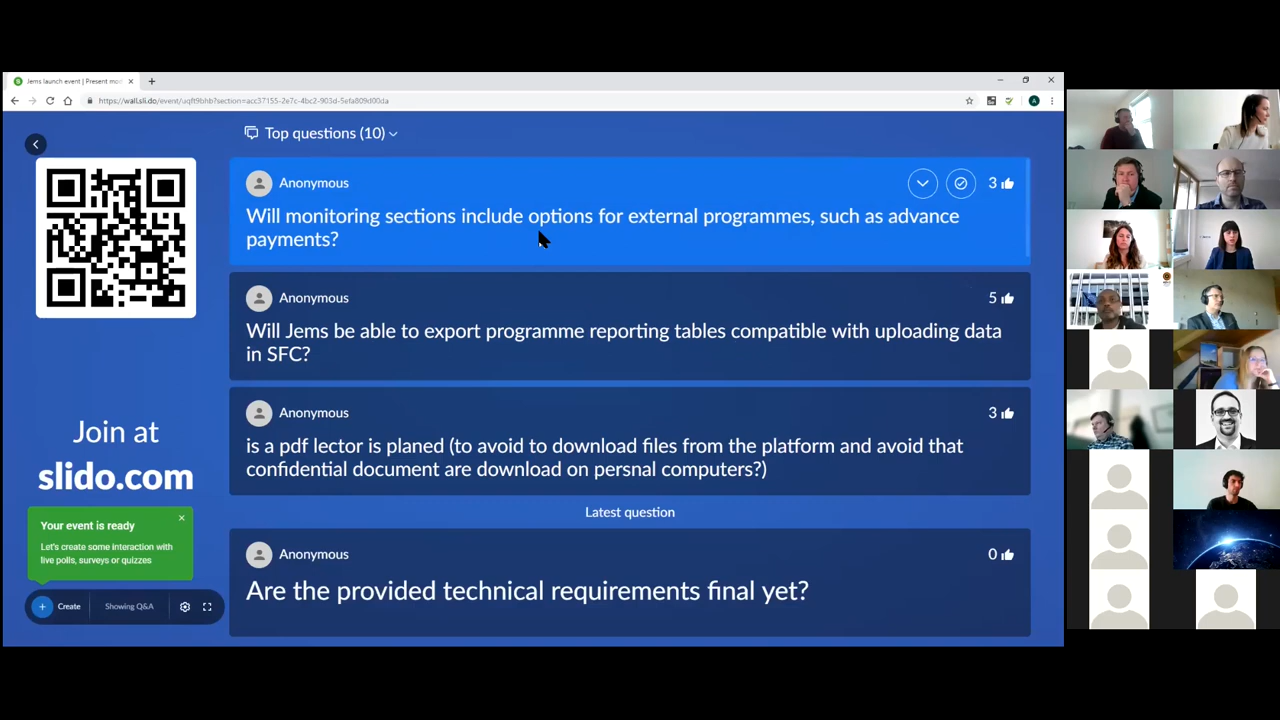 Jems launch event | Present mo
https://wall.sli.do/event/uqft9bhb?section=acc37155-2e7c-4bc2-903d-5efa809d00da
A
Top questions (10)
Anonymous
3
Will monitoring sections include options for external programmes, such as advance
payments?
Anonymous
5
Will Jems be able to export programme reporting tables compatible with uploading data
in SFC?
Anonymous
3
is a pdf lector is planed (to avoid to download files from the platform and avoid that
confidential document are download on persnal computers?)
Latest question
Anonymous
0
Are the provided technical requirements final yet?
Join at
slido.com
Your event is ready
Let's create some interaction with
live polls, surveys or quizzes
Create
Showing Q&A